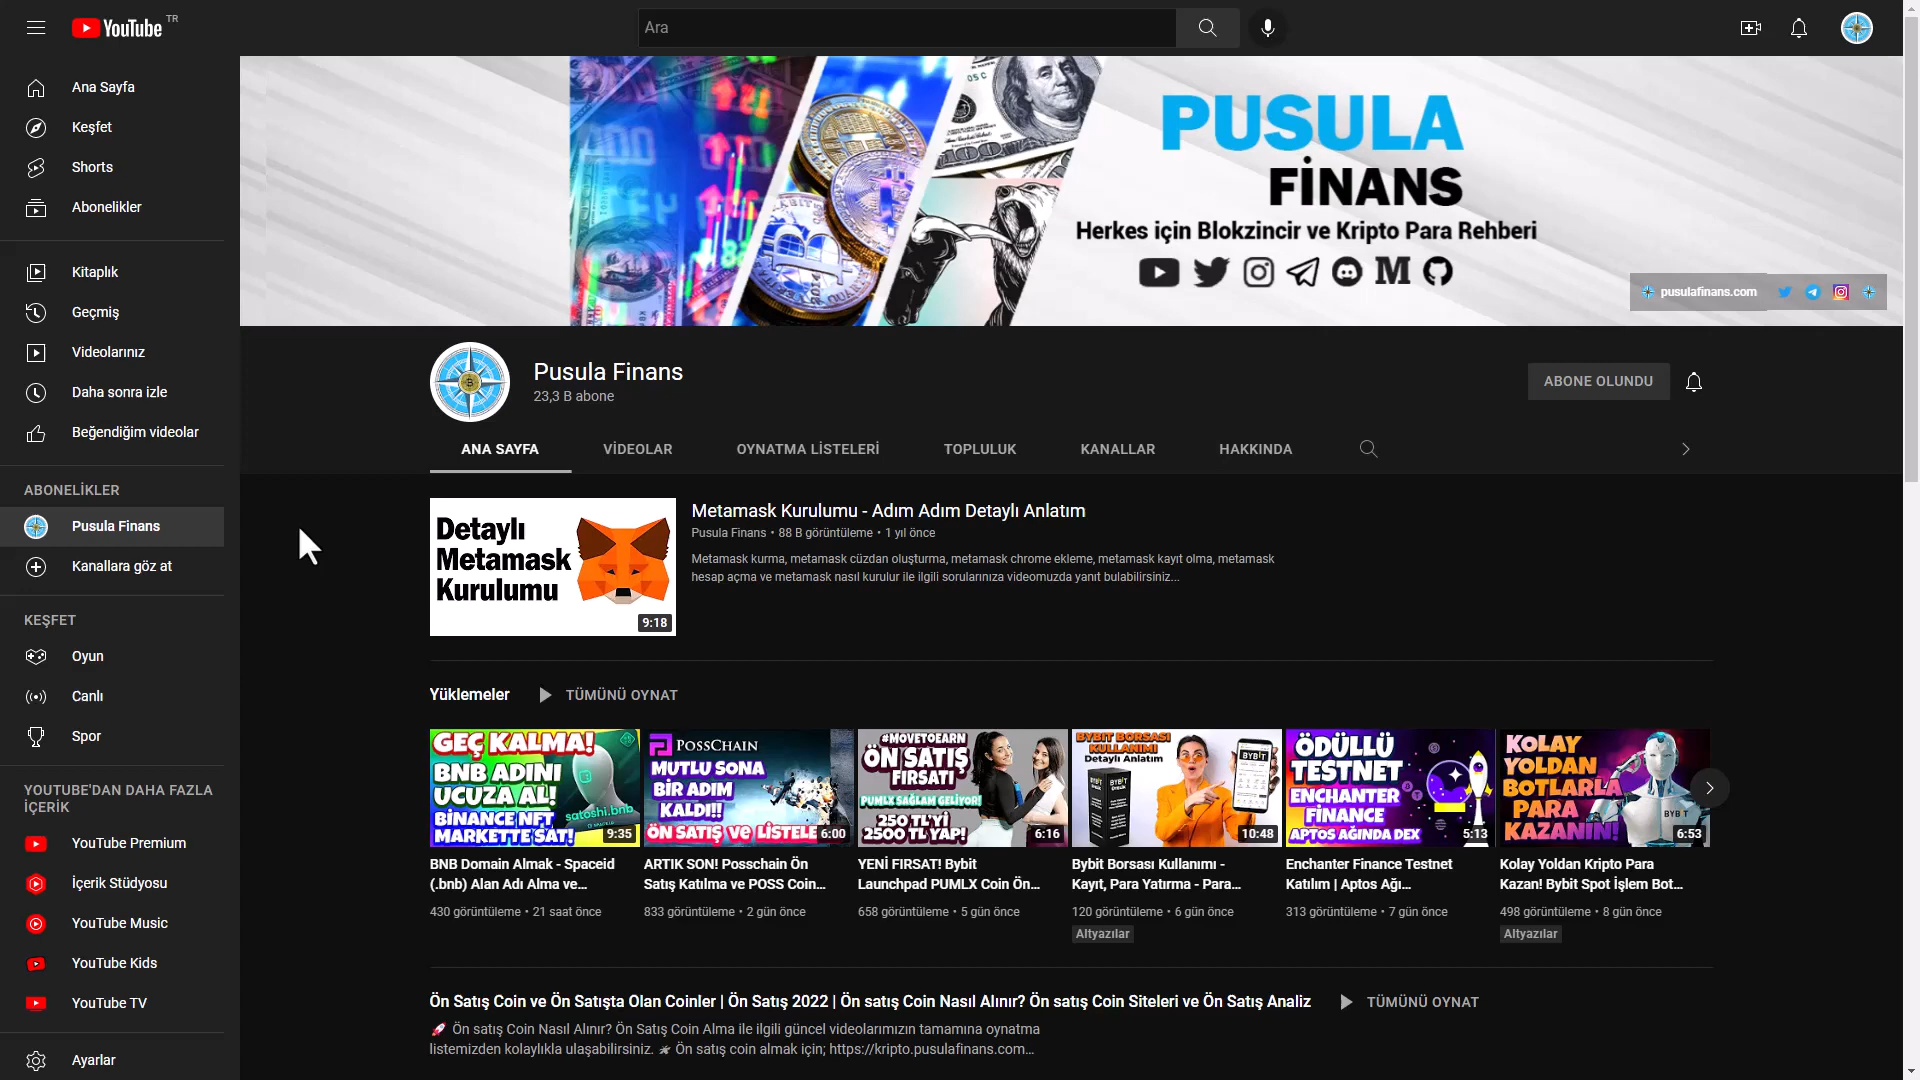 YouTube TR
Ara
Ana Sayfa
Keşfet
Shorts
Abonelikler
Kitaplık
Geçmiş
Videolarınız
Daha sonra izle
Beğendiğim videolar
ABONELİKLER
Pusula Finans
Kanallara göz at
KEŞFET
Oyun
Canlı
Spor
YOUTUBE'DAN DAHA FAZLA
İÇERİK
YouTube Premium
İçerik Stüdyosu
YouTube Music
YouTube Kids
YouTube TV
Ayarlar
PUSULA
FİNANS
Herkes için Blokzincir ve Kripto Para Rehberi
pusulafinans.com
Pusula Finans
23,3 B abone
ABONE OLUNDU
ANA SAYFA VİDEOLAR OYNATMA LİSTELERİ TOPLULUK KANALLAR HAKKINDA
Detaylı
Metamask
Kurulumu
9:18
Metamask Kurulumu - Adım Adım Detaylı Anlatım
Pusula Finans • 88 B görüntüleme • 1 yıl önce
Metamask kurma, metamask cüzdan oluşturma, metamask chrome ekleme, metamask kayıt olma, metamask
hesap açma ve metamask nasıl kurulur ile ilgili sorularınıza videomuzda yanıt bulabilirsiniz...
Yüklemeler TÜMÜNÜ OYNAT
GEÇ KALMA!
BNB ADINI
UCUZA AL!
satoshi.bnb
BİNANCE NFT
MARKETTE SAT!
9:35
BNB Domain Almak - Spaceid
(.bnb) Alan Adı Alma ve...
430 görüntüleme • 21 saat önce
POSSCHAIN
MUTLU SONA
BİR ADIM
KALDI!!
ÖN SATIŞ VE LİSTELE
6:00
ARTIK SON! Posschain Ön
Satış Katılma ve POSS Coin...
833 görüntüleme • 2 gün önce
#MOVETOEARN
ÖN SATIŞ
FIRSATI
PUMLX SAĞLAM GELİYOR!
250 TL'Yİ
2500 TL YAP!
6:16
YENİ FIRSAT! Bybit
Launchpad PUMLX Coin Ön...
658 görüntüleme • 5 gün önce
BYBIT BORSASI
KULLANIMI
Detaylı Anlatım
BYBIT
10:48
Bybit Borsası Kullanımı -
Kayıt, Para Yatırma - Para...
120 görüntüleme • 6 gün önce
Altyazılar
ÖDÜLLÜ
TESTNET
ENCHANTER
FİNANCE
APTOS AĞINDA DEX
5:13
Enchanter Finance Testnet
Katılım | Aptos Ağı...
313 görüntüleme • 7 gün önce
KOLAY
YOLDAN
BOTLARLA
PARA
KAZANIN!
BYBIT
6:53
Kolay Yoldan Kripto Para
Kazan! Bybit Spot İşlem Bot...
498 görüntüleme • 8 gün önce
Altyazılar
Ön Satış Coin ve Ön Satışta Olan Coinler | Ön Satış 2022 | Ön satış Coin Nasıl Alınır? Ön satış Coin Siteleri ve Ön Satış Analiz TÜMÜNÜ OYNAT
Ön satış Coin Nasıl Alınır? Ön Satış Coin Alma ile ilgili güncel videolarımızın tamamına oynatma
listemizden kolaylıkla ulaşabilirsiniz. Ön satış coin almak için; https://kripto.pusulafinans.com...